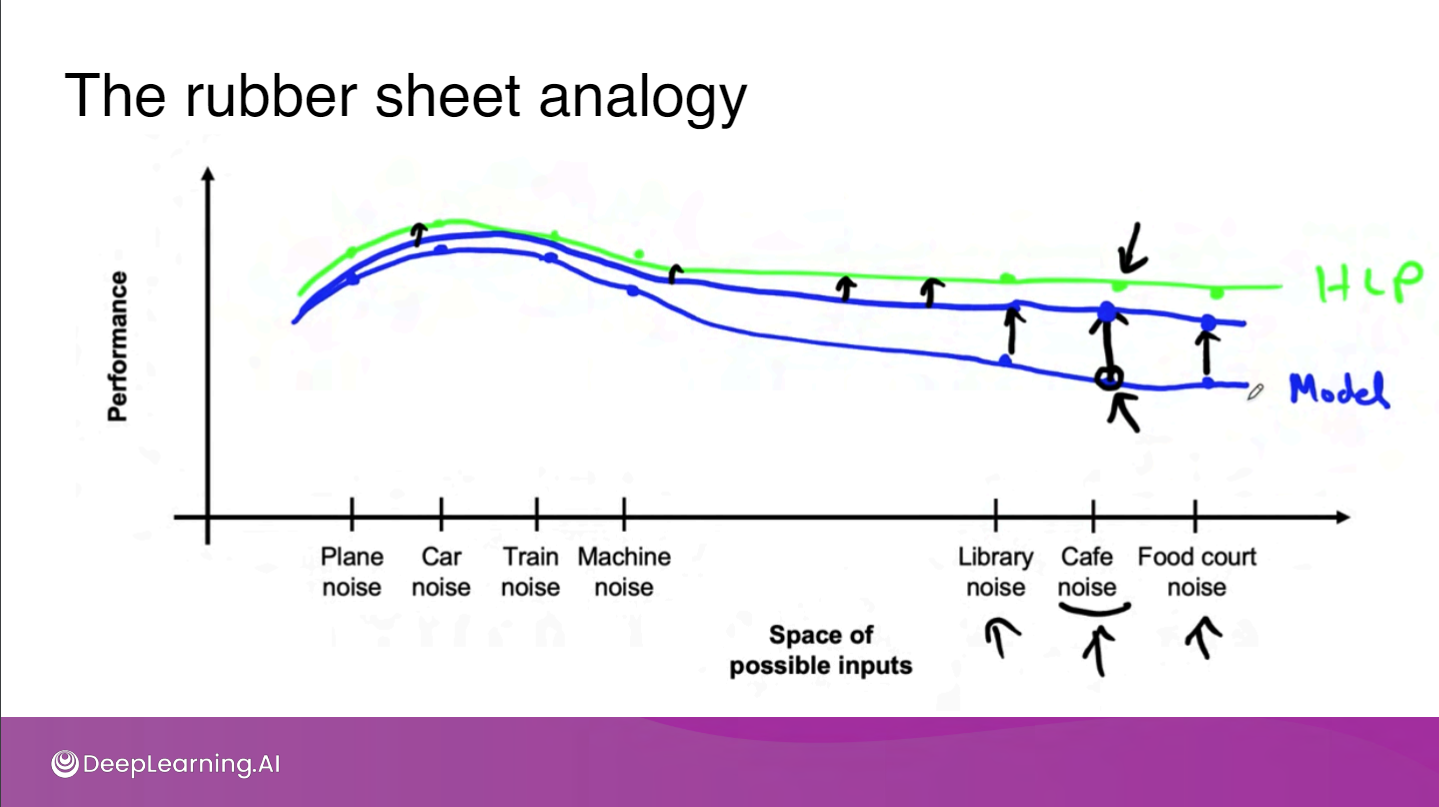 The rubber sheet analogy
HLP
Performance
Model
Plane noise
Car noise
Train noise
Machine noise
Library noise
Cafe noise
Food court noise
Space of
possible inputs
DeepLearning.AI